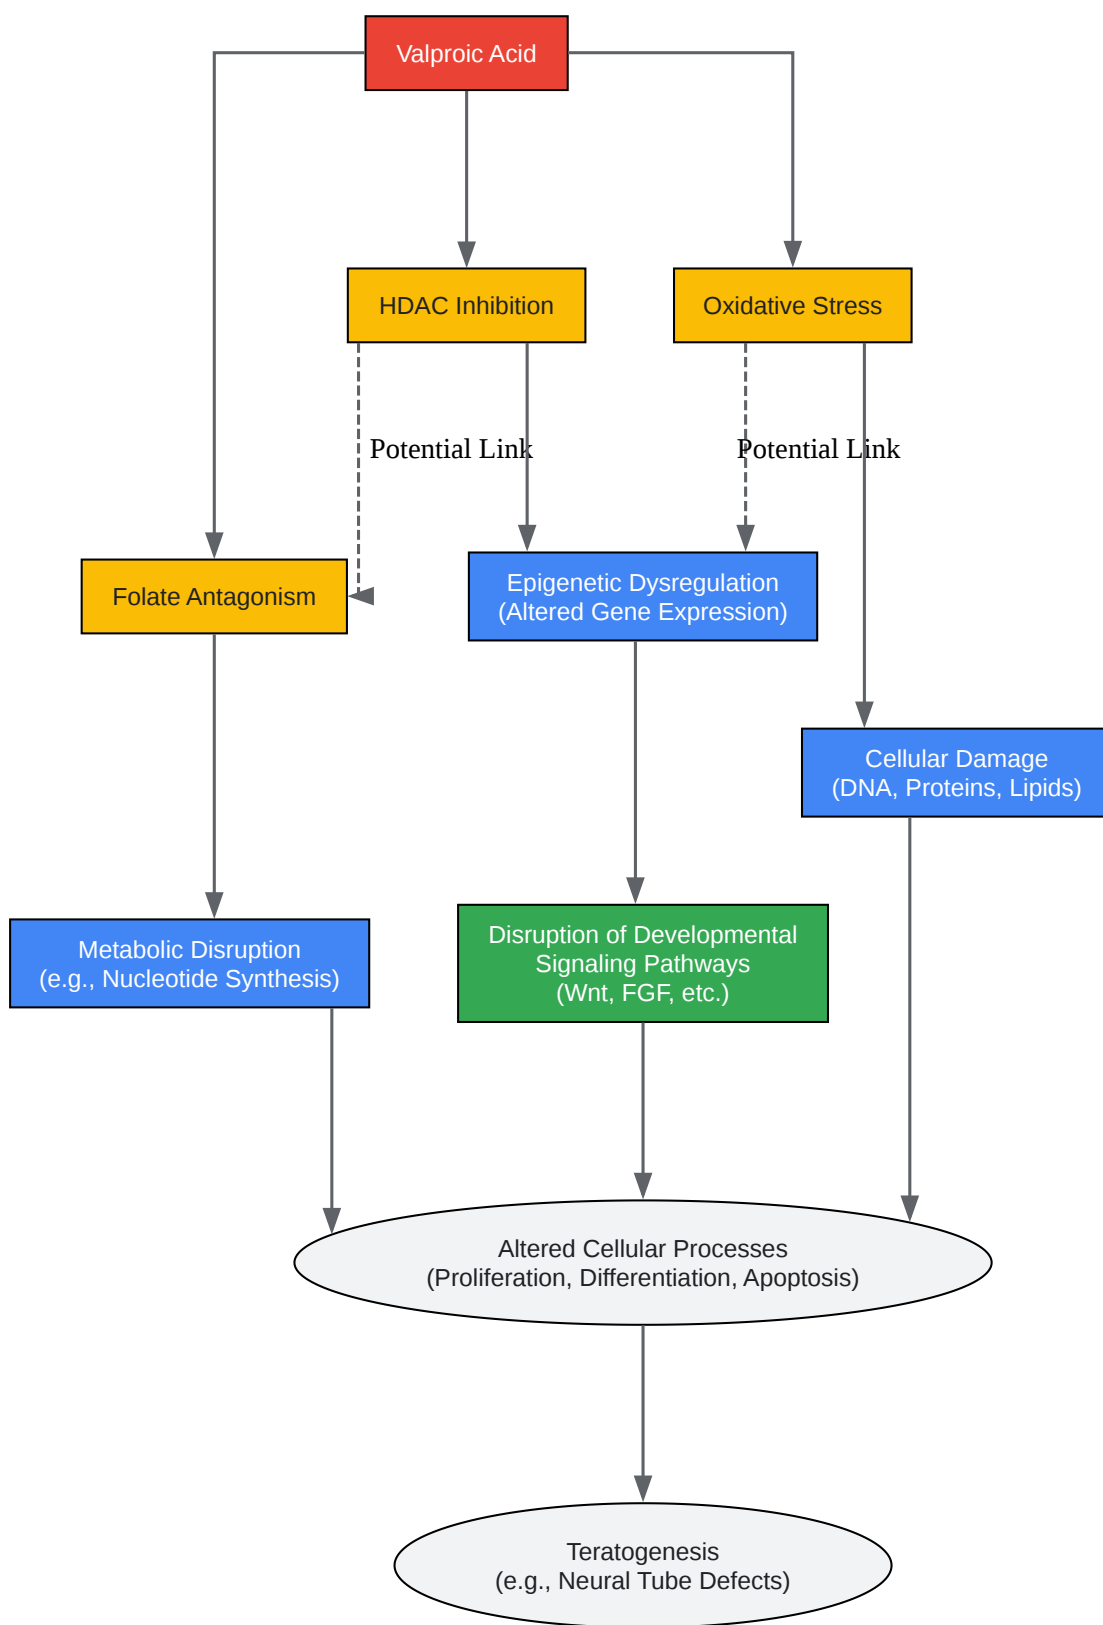 Valproic Acid
HDAC Inhibition
Oxidative Stress
Potential Link
Potential Link
Folate Antagonism
Epigenetic Dysregulation
(Altered Gene Expression)
Cellular Damage
(DNA, Proteins, Lipids)
Metabolic Disruption
(e.g., Nucleotide Synthesis)
Disruption of Developmental
Signaling Pathways
(Wnt, FGF, etc.)
Altered Cellular Processes
(Proliferation, Differentiation, Apoptosis)
Teratogenesis
(e.g., Neural Tube Defects)